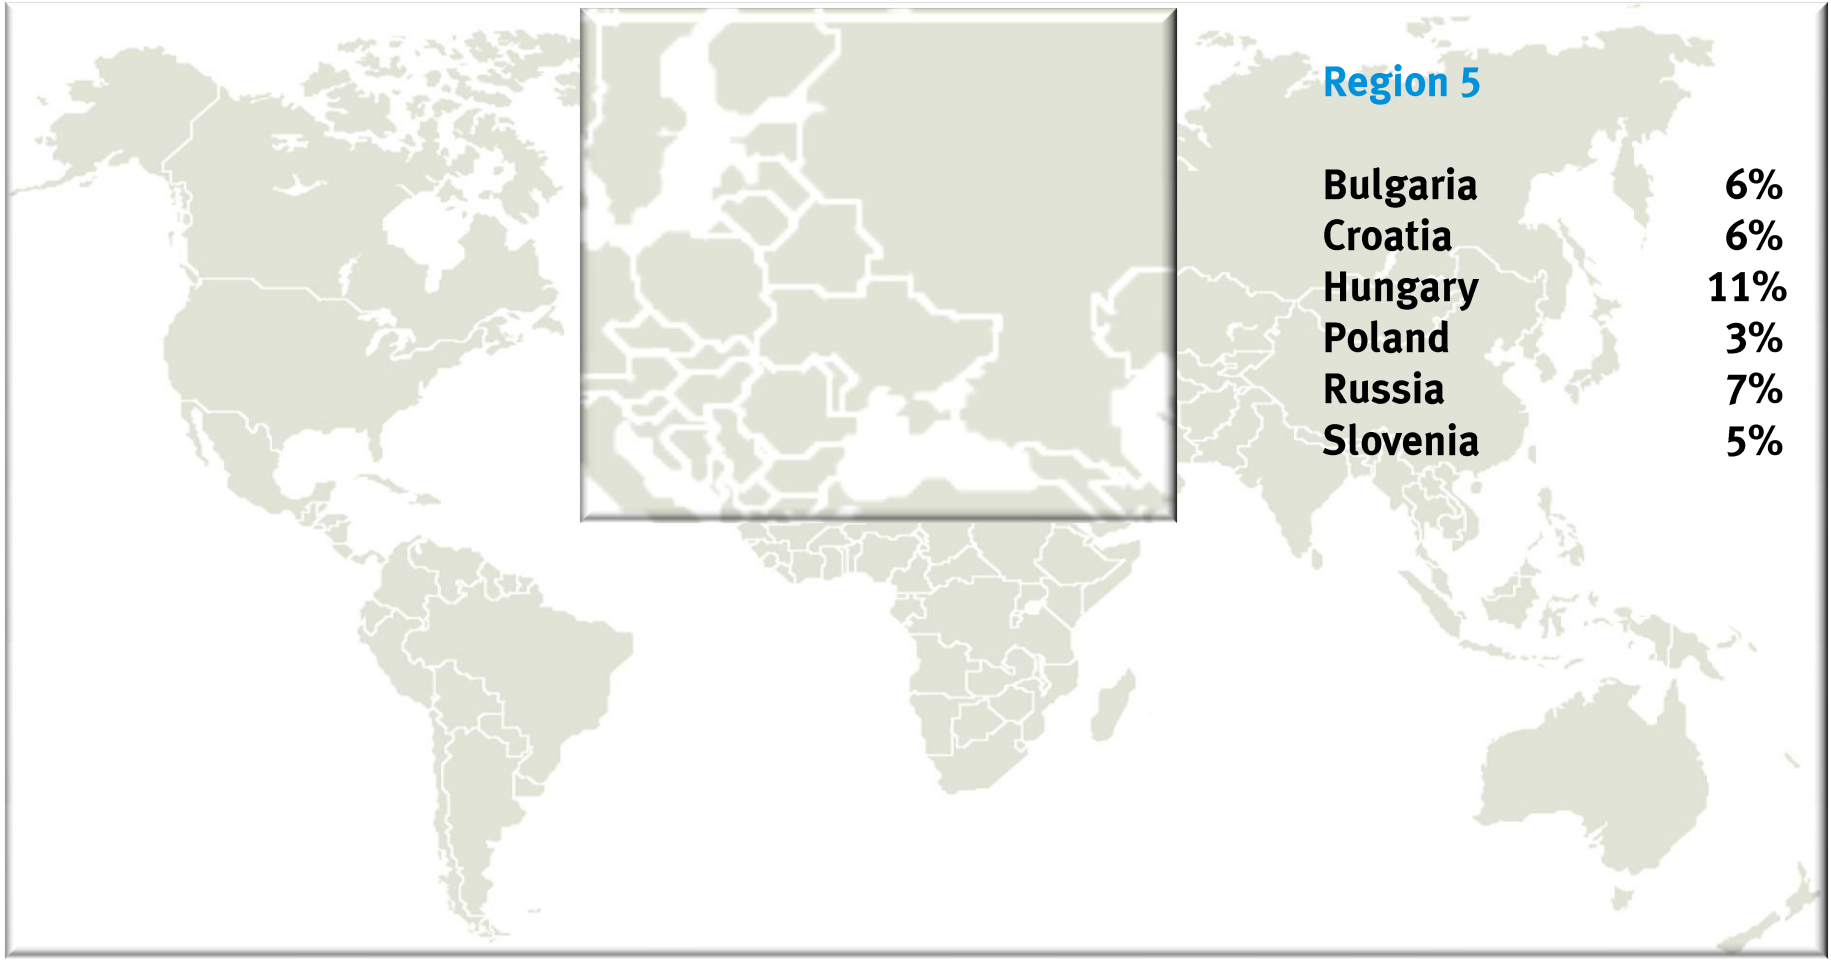 Region 5
Bulgaria 6%
Croatia 6%
Hungary 11%
Poland 3%
Russia 7%
Slovenia 5%